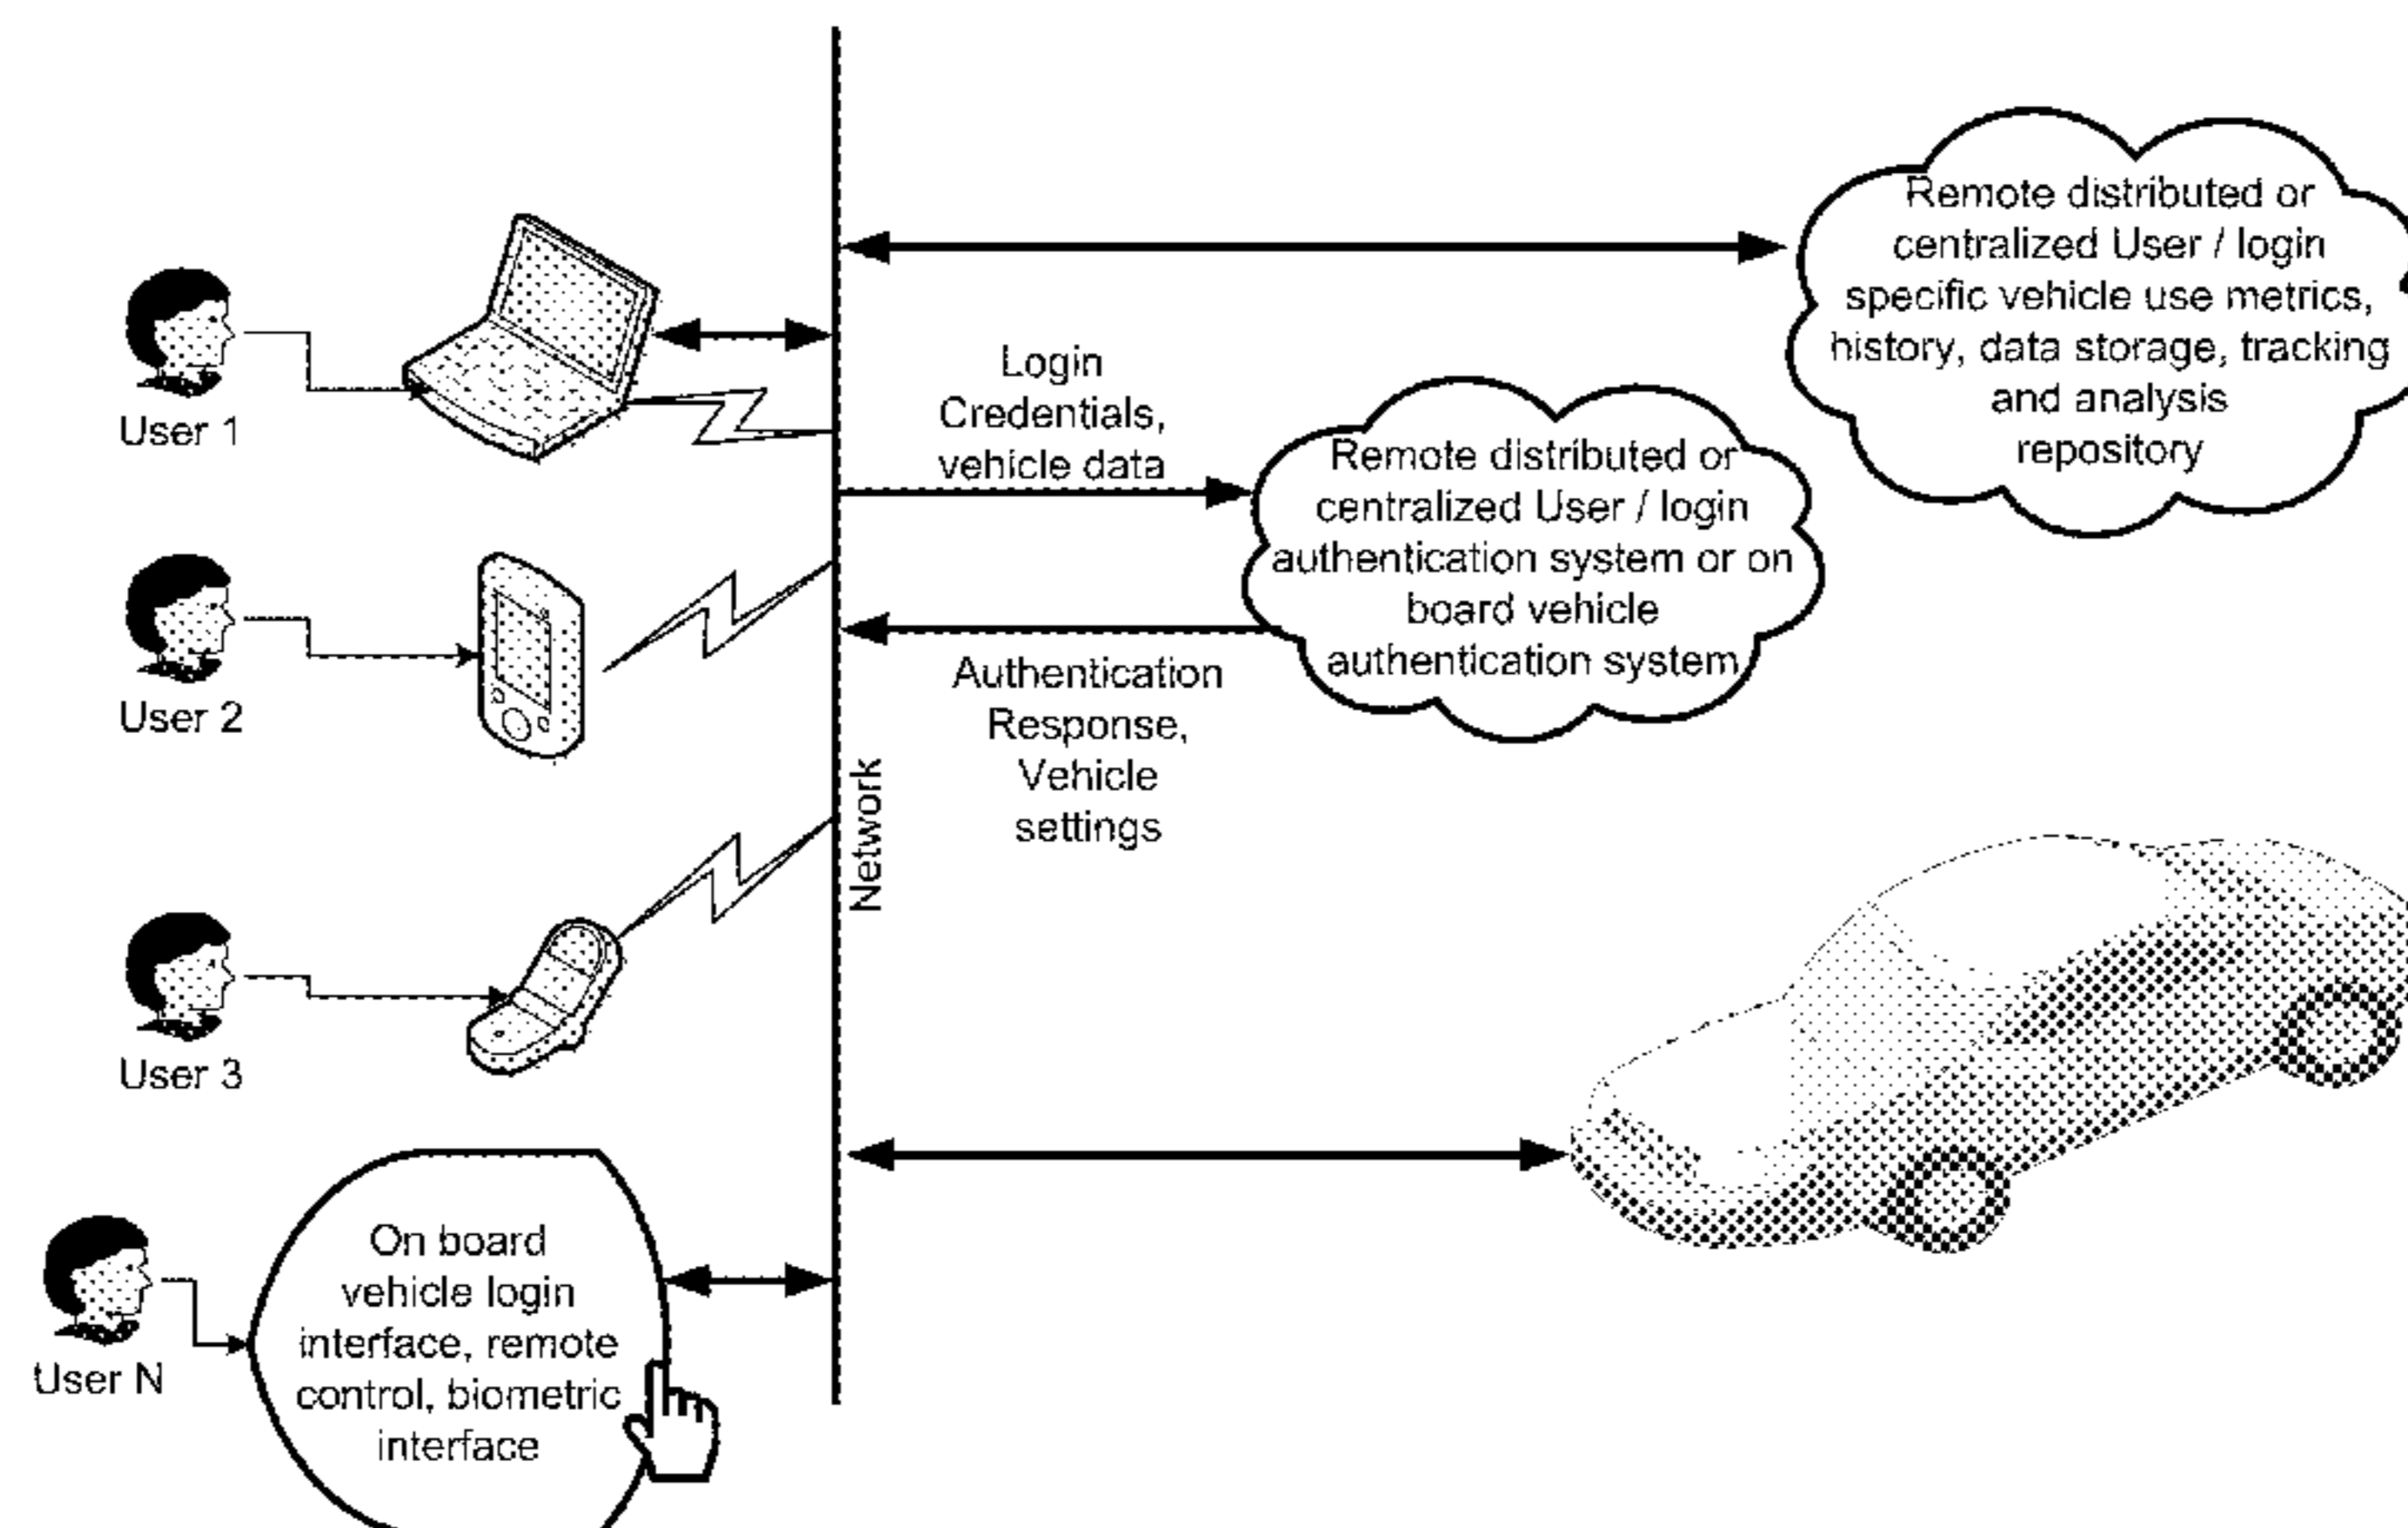 Remote distributed or
centralized User / login
specific vehicle use metrics,
history, data storage, tracking
and analysis
repository
User 1
Login
Credentials,
vehicle data
Remote distributed or
centralized User / login
authentication system or on
board vehicle
authentication system
User 2
Authentication
Response,
Vehicle
settings
Network
User 3
On board
vehicle login
interface, remote
control, biometric
interface
User N